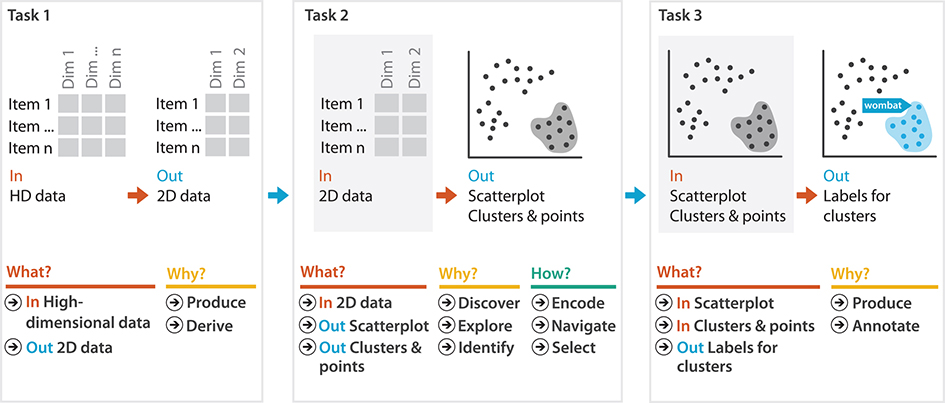 Task 1
Dim 1
Dim ...
Dim n
Item 1
Item ...
Item n
In
HD data
Dim 1
Dim 2
Item 1
Item ...
Item n
Out
2D data
What?
In High-
dimensional data
Out 2D data
Why?
Produce
Derive
Task 2
Dim 1
Dim 2
Item 1
Item ...
Item n
In
2D data
Out
Scatterplot
Clusters & points
What?
In 2D data
Out Scatterplot
Out Clusters &
points
Why?
Discover
Explore
Identify
How?
Encode
Navigate
Select
Task 3
In
Scatterplot
Clusters & points
wombat
Out
Labels for
clusters
What?
In Scatterplot
In Clusters & points
Out Labels for
clusters
Why?
Produce
Annotate